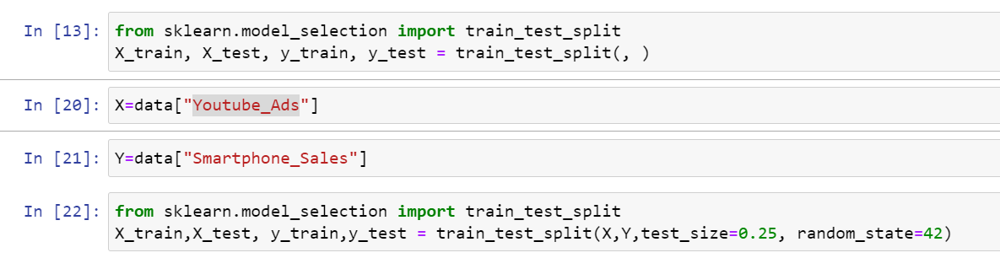 In [13]: from sklearn.model_selection import train_test_split
X_train, X_test, y_train, y_test = train_test_split(, )
In [20]: X=data["Youtube_Ads"]
In [21]: Y=data["Smartphone_Sales"]
In [22]: from sklearn.model_selection import train_test_split
X_train,X_test, y_train,y_test = train_test_split(X,Y,test_size=0.25, random_state=42)